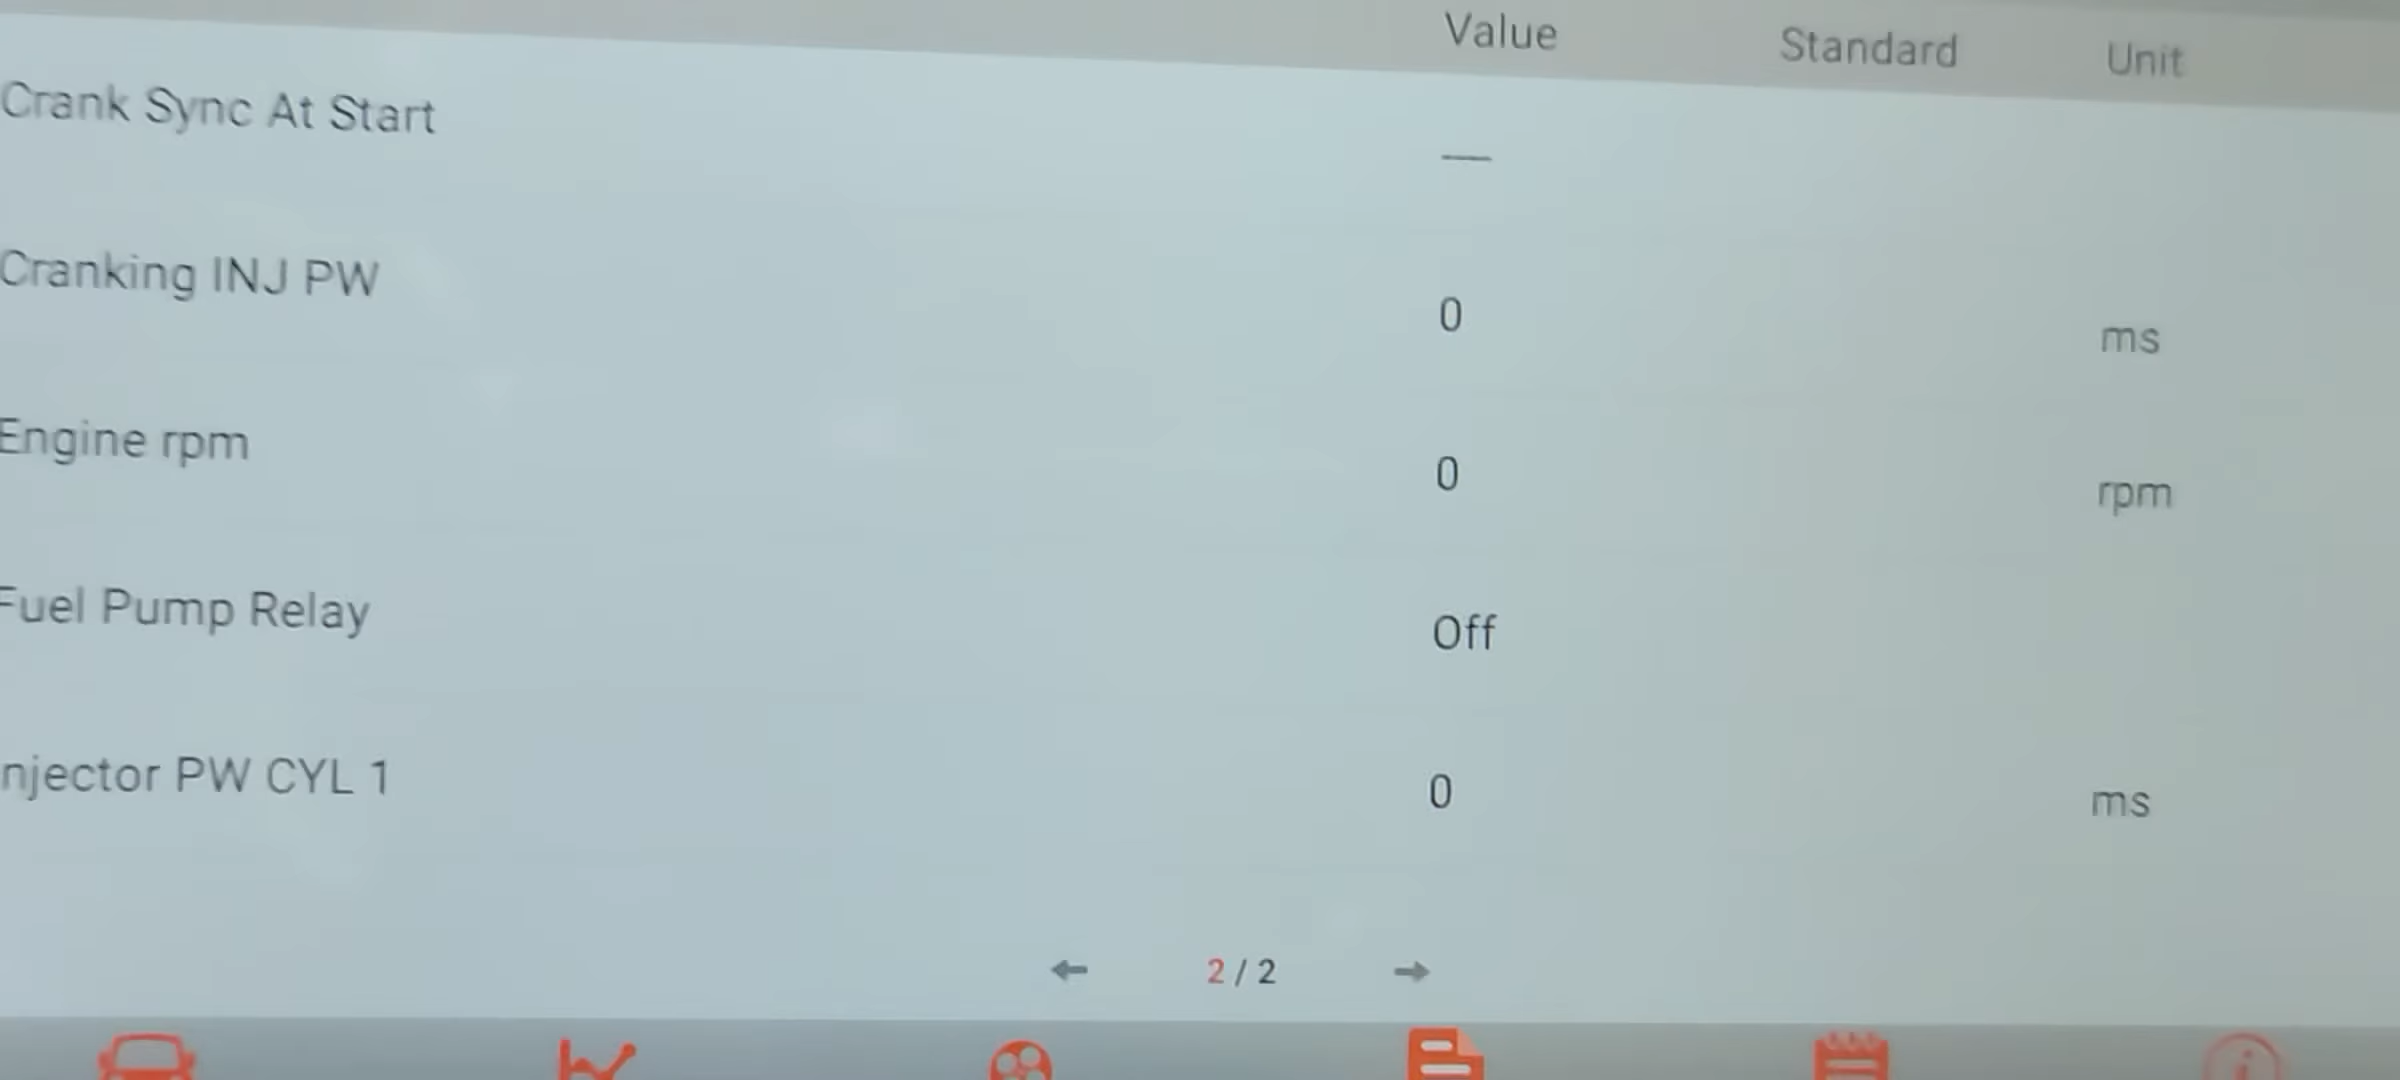 Value Standard Unit
Crank Sync At Start —
Cranking INJ PW 0 ms
Engine rpm 0 rpm
Fuel Pump Relay Off
njector PW CYL 1 0 ms
2 / 2